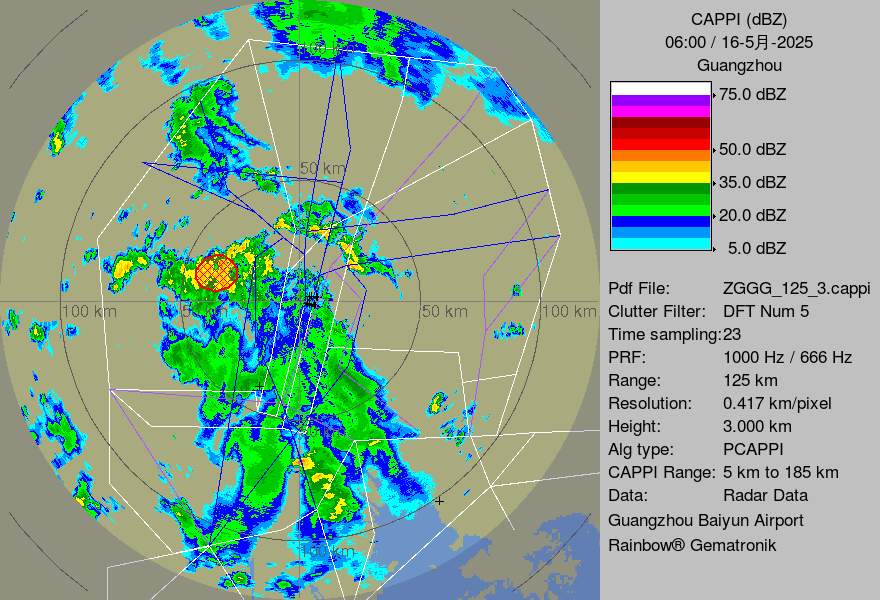 CAPPI (dBZ)
06:00 / 16-5月-2025
Guangzhou
75.0 dBZ
50.0 dBZ
35.0 dBZ
20.0 dBZ
5.0 dBZ
Pdf File: ZGGG_125_3.cappi
Clutter Filter: DFT Num 5
Time sampling:23
PRF: 1000 Hz / 666 Hz
Range: 125 km
Resolution: 0.417 km/pixel
Height: 3.000 km
Alg type: PCAPPI
CAPPI Range: 5 km to 185 km
Data: Radar Data
Guangzhou Baiyun Airport
Rainbow® Gematronik
100 km
50 km
100 km
50 km
50 km
100 km
100 km